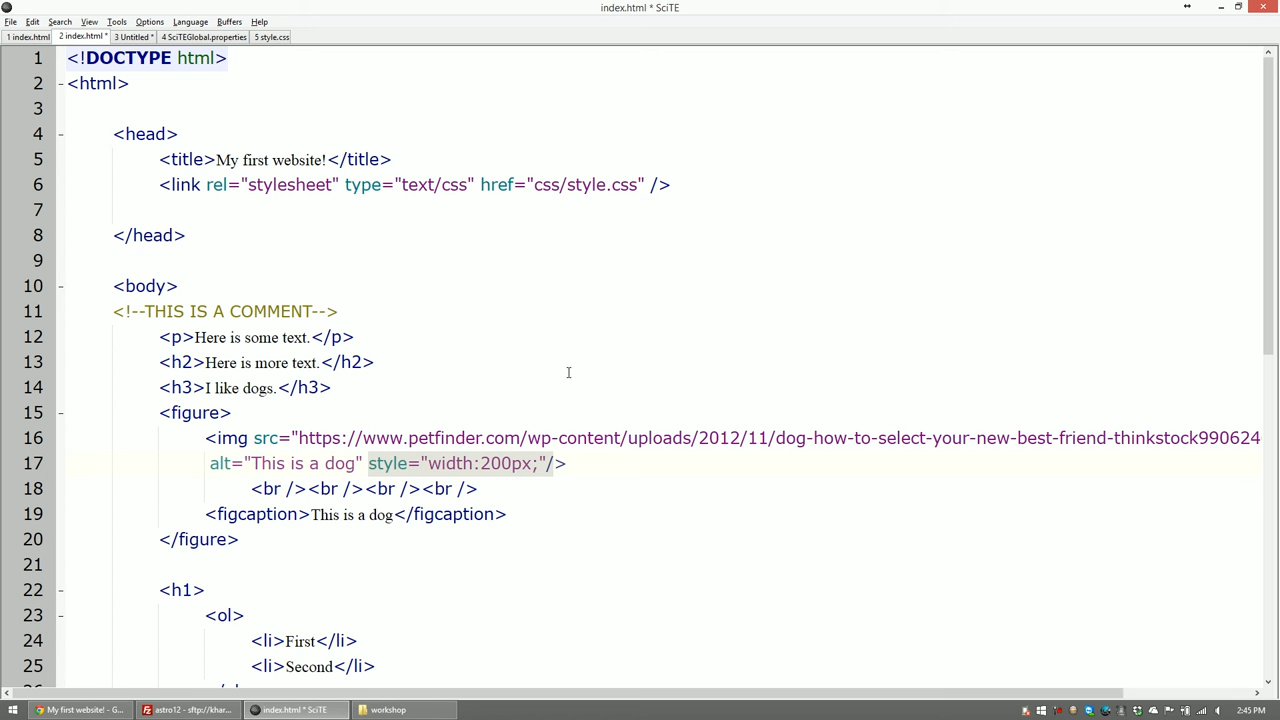 index.html * SciTE
File Edit Search View Tools Options Language Buffers Help
1 index.html 2 index.html * 3 Untitled * 4 SciTEGlobal.properties 5 style.css
1 <!DOCTYPE html>
2 <html>
3
4 <head>
5 <title>My first website!</title>
6 <link rel="stylesheet" type="text/css" href="css/style.css" />
7
8 </head>
9
10 <body>
11 <!--THIS IS A COMMENT-->
12 <p>Here is some text.</p>
13 <h2>Here is more text.</h2>
14 <h3>I like dogs.</h3>
15 <figure>
16 <img src="https://www.petfinder.com/wp-content/uploads/2012/11/dog-how-to-select-your-new-best-friend-thinkstock990624
17 alt="This is a dog" style="width:200px;"/>
18 <br /><br /><br /><br />
19 <figcaption>This is a dog</figcaption>
20 </figure>
21
22 <h1>
23 <ol>
24 <li>First</li>
25 <li>Second</li>
My first website! - G... astro12 - sftp://khar... index.html * SciTE workshop 2:45 PM